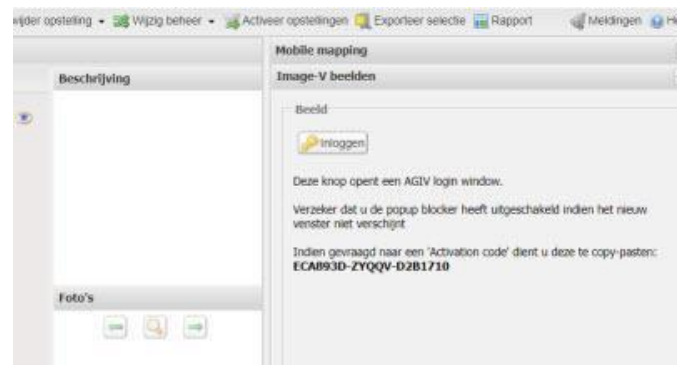 wijder opstelling Wijzig beheer Activeer opstellingen Exporteer selectie Rapport Meldingen
Mobile mapping
Beschrijving
Image-V beelden
Beeld
Inloggen
Deze knop opent een AGIV login window.
Verzeker dat u de popup blocker heeft uitgeschakeld indien het nieuw
venster niet verschijnt
Indien gevraagd naar een 'Activation code' dient u deze te copy-pasten:
ECA893D-ZYQQV-D2B1710
Foto's